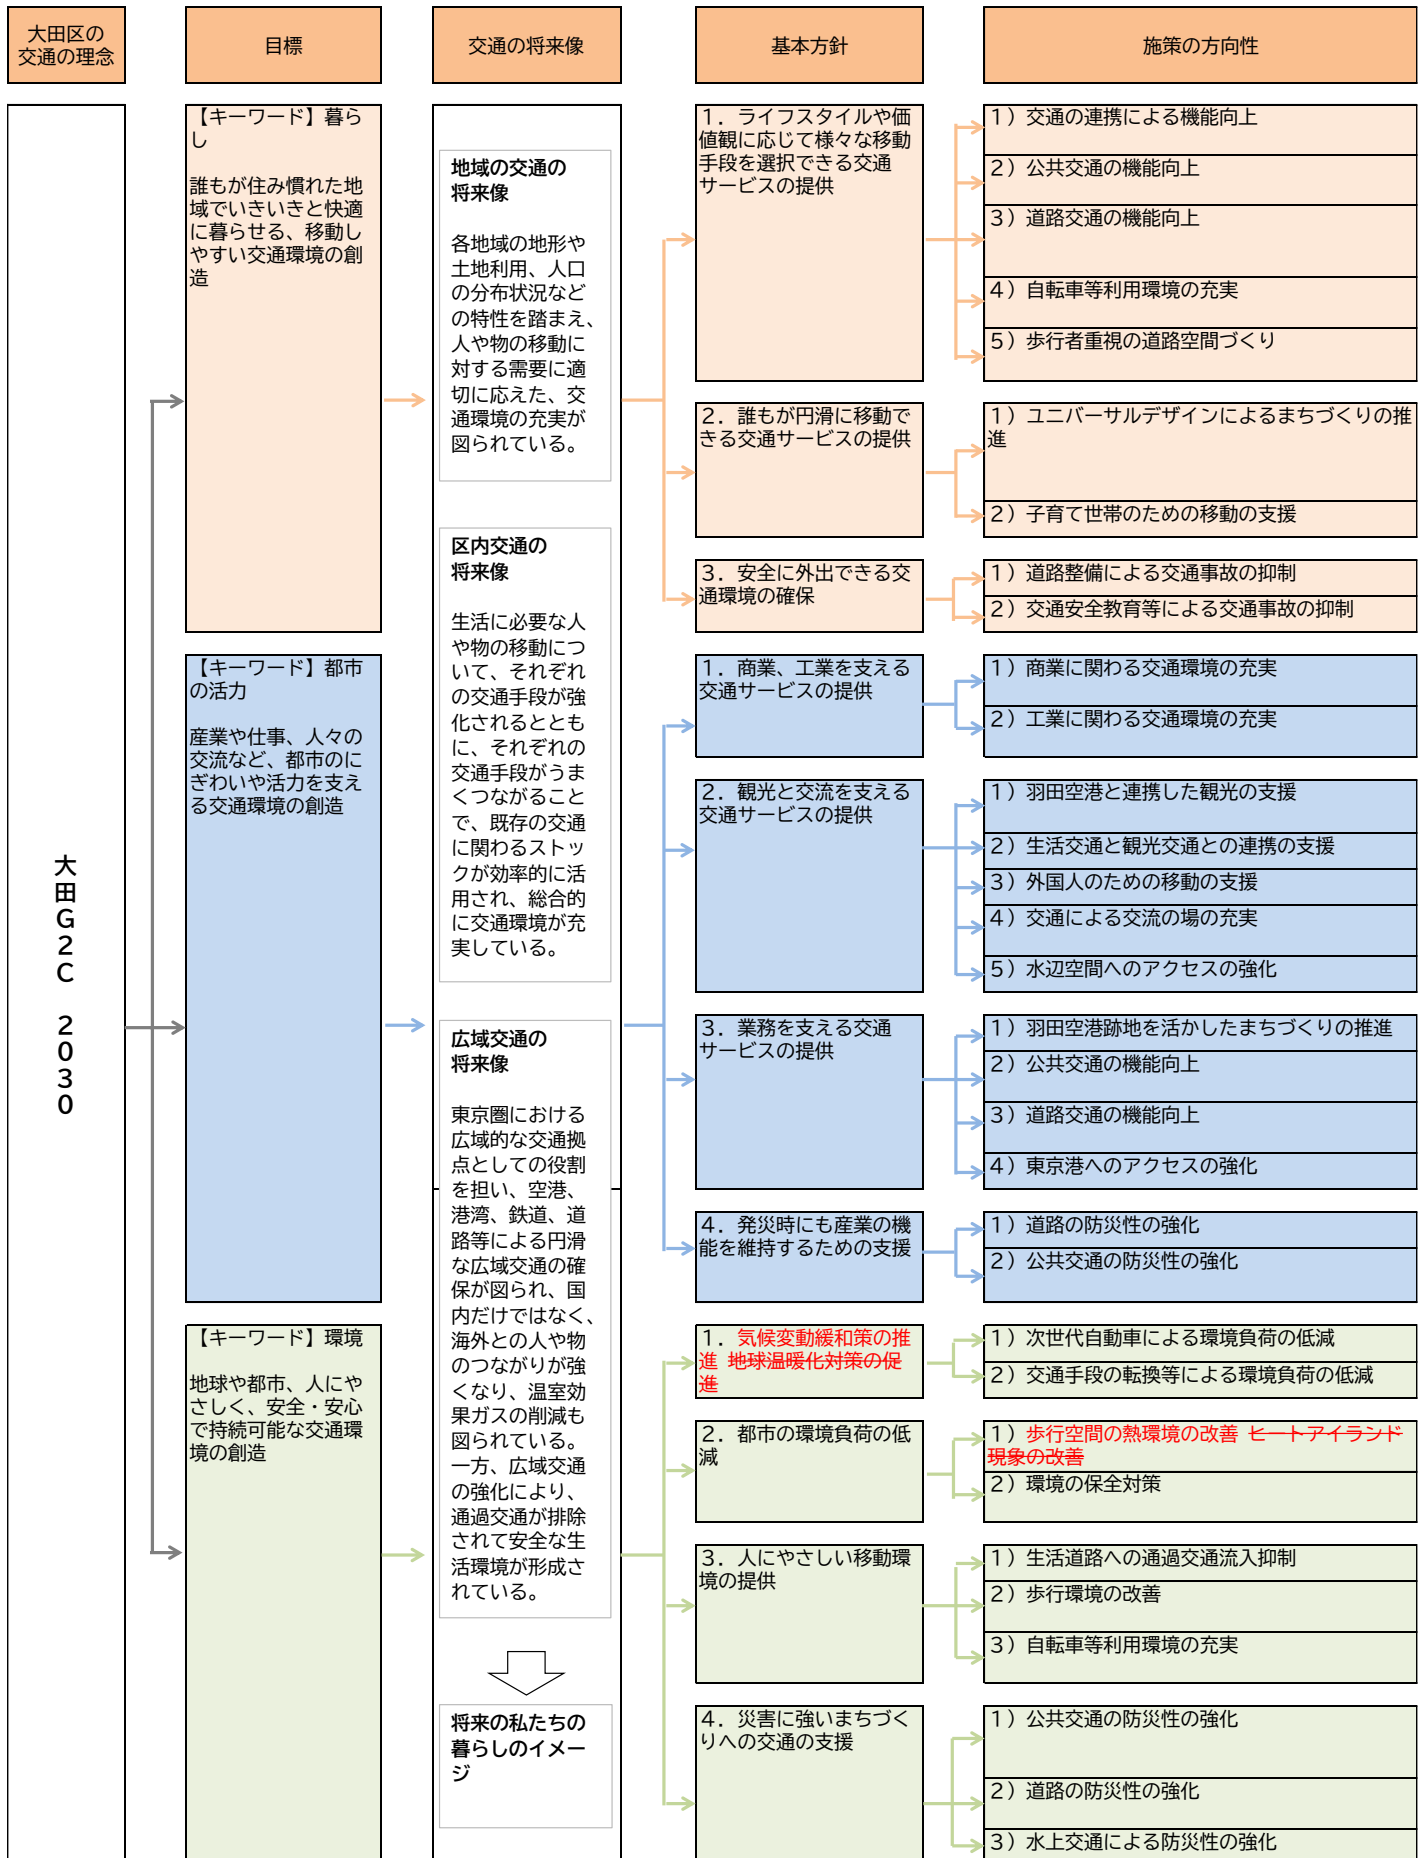 大田区の
交通の理念
目標
交通の将来像
基本方針
施策の方向性
大田G2C 2030
【キーワード】暮ら
し
誰もが住み慣れた地
域でいきいきと快適
に暮らせる、移動し
やすい交通環境の創
造
【キーワード】都市
の活力
産業や仕事、人々の
交流など、都市のに
ぎわいや活力を支え
る交通環境の創造
【キーワード】環境
地球や都市、人にや
さしく、安全・安心
で持続可能な交通環
境の創造
地域の交通の
将来像
各地域の地形や
土地利用、人口
の分布状況など
の特性を踏まえ、
人や物の移動に
対する需要に適
切に応えた、交
通環境の充実が
図られている。
区内交通の
将来像
生活に必要な人
や物の移動につ
いて、それぞれ
の交通手段が強
化されるととも
に、それぞれの
交通手段がうま
くつながること
で、既存の交通
に関わるストッ
クが効率的に活
用され、総合的
に交通環境が充
実している。
広域交通の
将来像
東京圏における
広域的な交通拠
点としての役割
を担い、空港、
港湾、鉄道、道
路等による円滑
な広域交通の確
保が図られ、国
内だけではなく、
海外との人や物
のつながりが強
くなり、温室効
果ガスの削減も
図られている。
一方、広域交通
の強化により、
通過交通が排除
されて安全な生
活環境が形成さ
れている。
将来の私たちの
暮らしのイメー
ジ
1．ライフスタイルや価
値観に応じて様々な移動
手段を選択できる交通
サービスの提供
1）交通の連携による機能向上
2）公共交通の機能向上
3）道路交通の機能向上
4）自転車等利用環境の充実
5）歩行者重視の道路空間づくり
2．誰もが円滑に移動で
きる交通サービスの提供
1）ユニバーサルデザインによるまちづくりの推
進
2）子育て世帯のための移動の支援
3．安全に外出できる交
通環境の確保
1）道路整備による交通事故の抑制
2）交通安全教育等による交通事故の抑制
1．商業、工業を支える
交通サービスの提供
1）商業に関わる交通環境の充実
2）工業に関わる交通環境の充実
2．観光と交流を支える
交通サービスの提供
1）羽田空港と連携した観光の支援
2）生活交通と観光交通との連携の支援
3）外国人のための移動の支援
4）交通による交流の場の充実
5）水辺空間へのアクセスの強化
3．業務を支える交通
サービスの提供
1）羽田空港跡地を活かしたまちづくりの推進
2）公共交通の機能向上
3）道路交通の機能向上
4）東京港へのアクセスの強化
4．発災時にも産業の機
能を維持するための支援
1）道路の防災性の強化
2）公共交通の防災性の強化
1．気候変動緩和策の推
進 地球温暖化対策の促
進
1）次世代自動車による環境負荷の低減
2）交通手段の転換等による環境負荷の低減
2．都市の環境負荷の低
減
1）歩行空間の熱環境の改善 ヒートアイランド
現象の改善
2）環境の保全対策
3．人にやさしい移動環
境の提供
1）生活道路への通過交通流入抑制
2）歩行環境の改善
3）自転車等利用環境の充実
4．災害に強いまちづく
りへの交通の支援
1）公共交通の防災性の強化
2）道路の防災性の強化
3）水上交通による防災性の強化